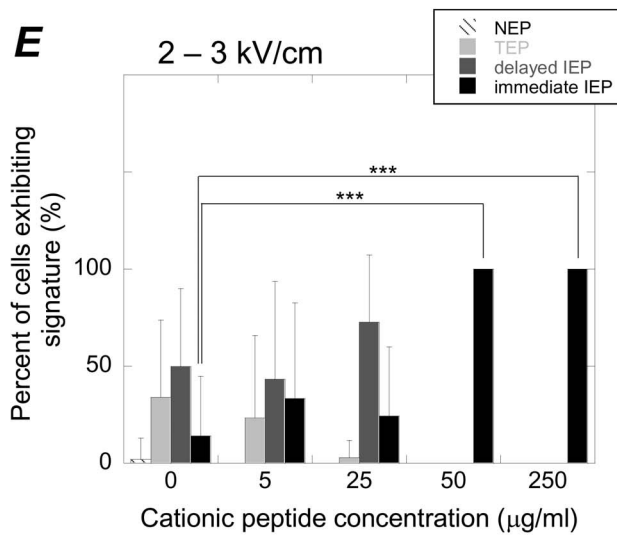 E
2 – 3 kV/cm
NEP
TEP
delayed IEP
immediate IEP
***
***
Percent of cells exhibiting
signature (%)
100
50
0
0 5 25 50 250
Cationic peptide concentration (µg/ml)